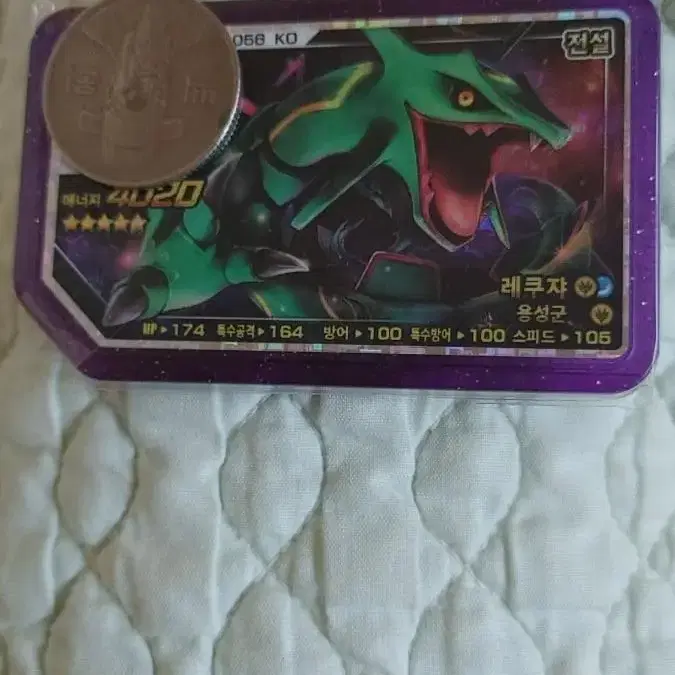 056 KO
전설
에너지 4020
레쿠쟈
용성군
HP ▸ 174 특수공격 ▸ 164 방어 ▸ 100 특수방어 ▸ 100 스피드 ▸ 105